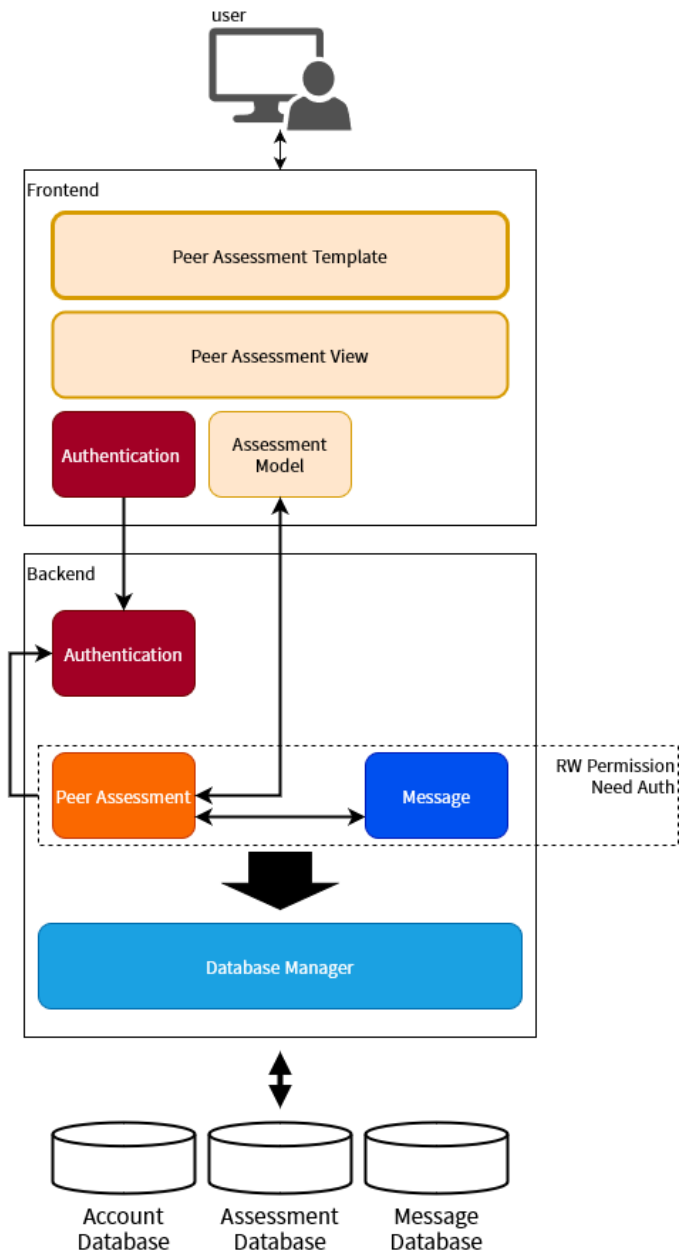 user
Frontend
Peer Assessment Template
Peer Assessment View
Authentication
Assessment
Model
Backend
Authentication
Peer Assessment
Message
RW Permission
Need Auth
Database Manager
Account
Database
Assessment
Database
Message
Database